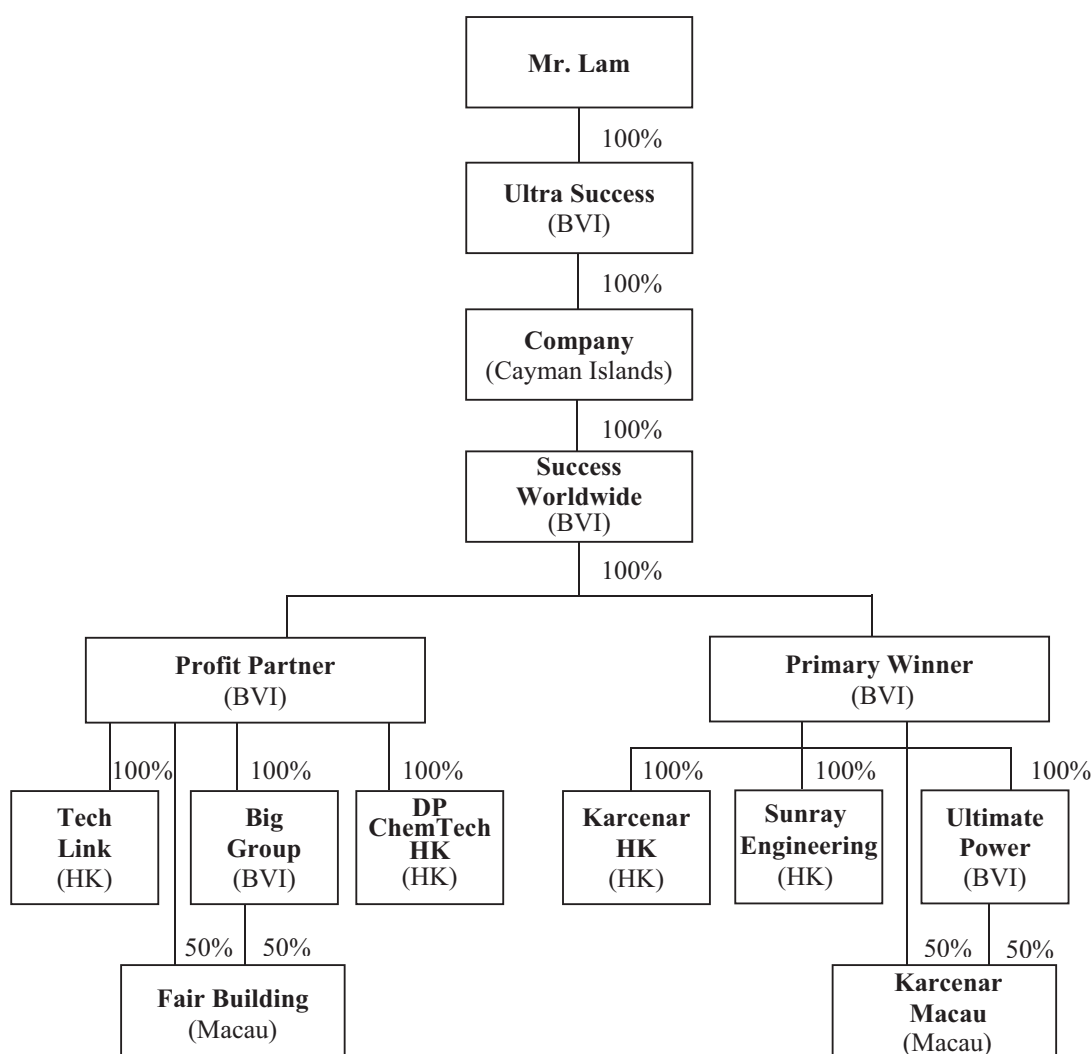 Mr. Lam
100%
Ultra Success
(BVI)
100%
Company
(Cayman Islands)
100%
Success
Worldwide
(BVI)
100%
Profit Partner
(BVI)
Primary Winner
(BVI)
100%
100%
100%
100%
100%
100%
Tech
Link
(HK)
Big
Group
(BVI)
DP
ChemTech
HK
(HK)
Karcenar
HK
(HK)
Sunray
Engineering
(HK)
Ultimate
Power
(BVI)
50%
50%
50%
50%
Fair Building
(Macau)
Karcenar
Macau
(Macau)